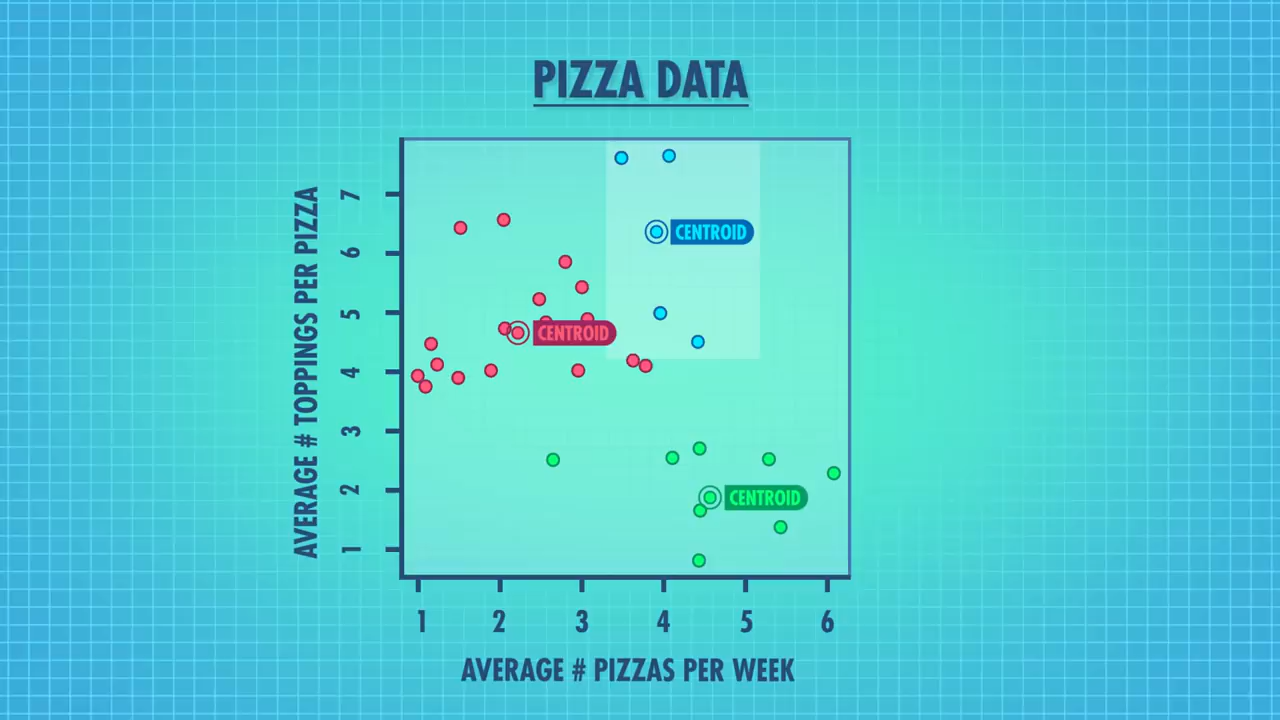 PIZZA DATA
AVERAGE # TOPPINGS PER PIZZA
7
6
5
4
3
2
1
CENTROID
CENTROID
CENTROID
1 2 3 4 5 6
AVERAGE # PIZZAS PER WEEK